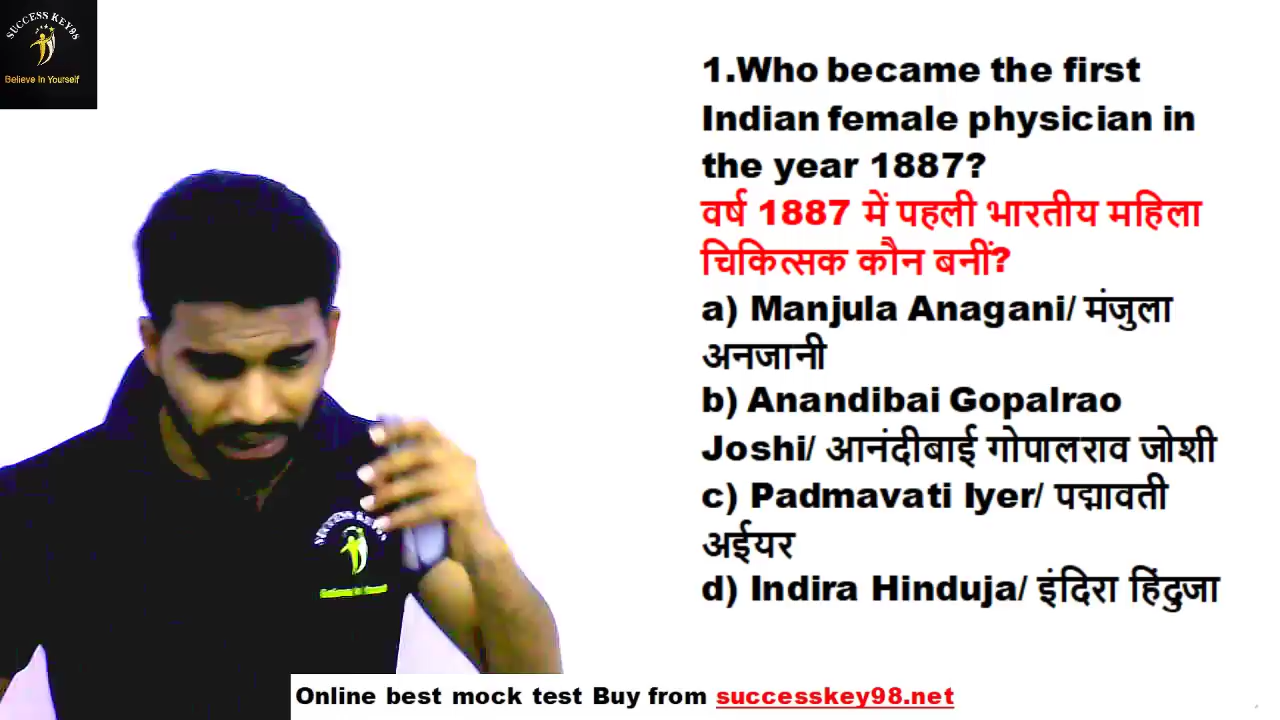 SUCCESS KEY98
Believe In Yourself
1.Who became the first
Indian female physician in
the year 1887?
वर्ष 1887 में पहली भारतीय महिला
चिकित्सक कौन बनीं?
a) Manjula Anagani/ मंजुला
अनजानी
b) Anandibai Gopalrao
Joshi/ आनंदीबाई गोपालराव जोशी
c) Padmavati Iyer/ पद्मावती
अईयर
d) Indira Hinduja/ इंदिरा हिंदुजा
SUCCESS KEY
Online best mock test Buy from successkey98.net